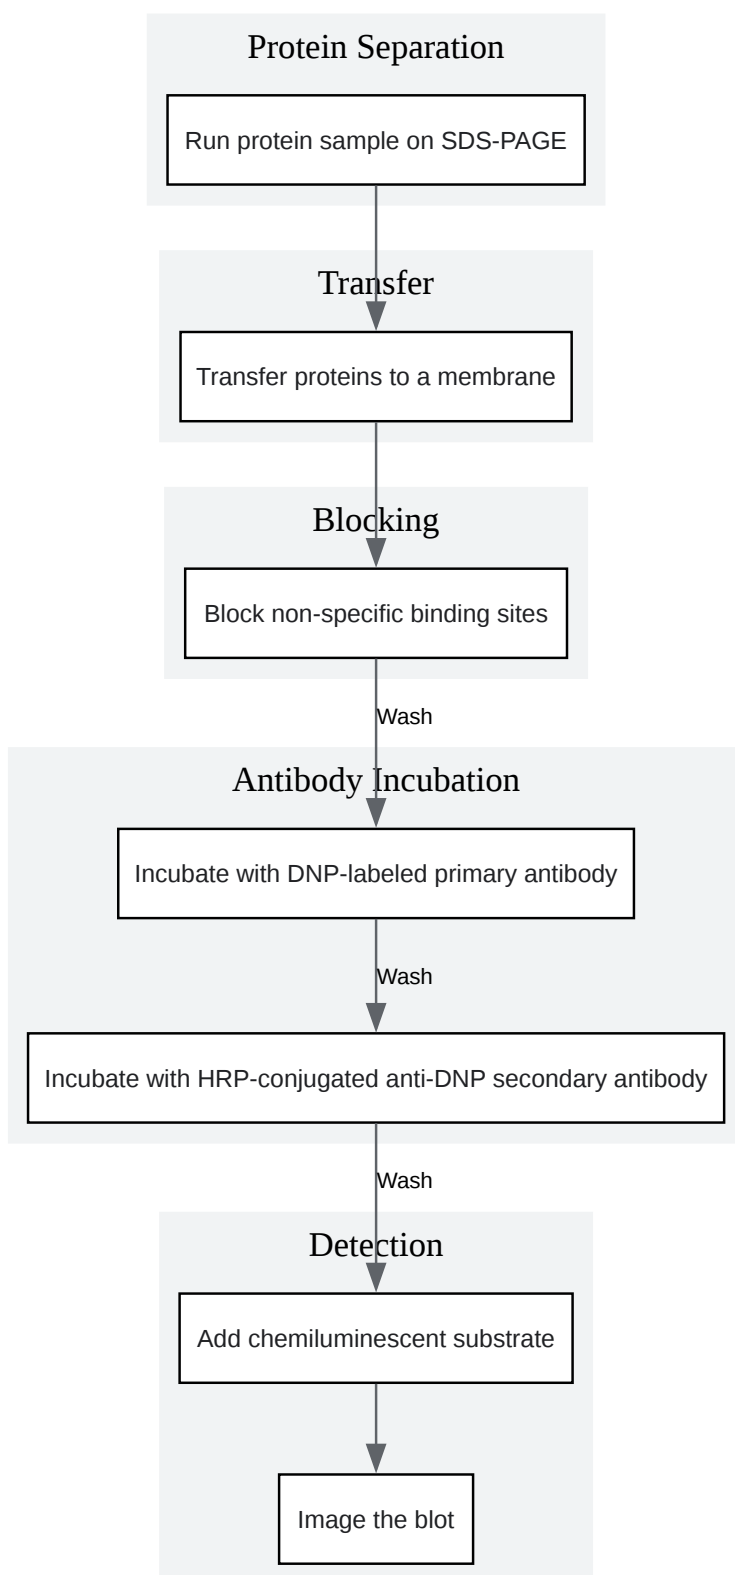 Protein Separation
Run protein sample on SDS-PAGE
Transfer
Transfer proteins to a membrane
Blocking
Block non-specific binding sites
Wash
Antibody Incubation
Incubate with DNP-labeled primary antibody
Wash
Incubate with HRP-conjugated anti-DNP secondary antibody
Wash
Detection
Add chemiluminescent substrate
Image the blot